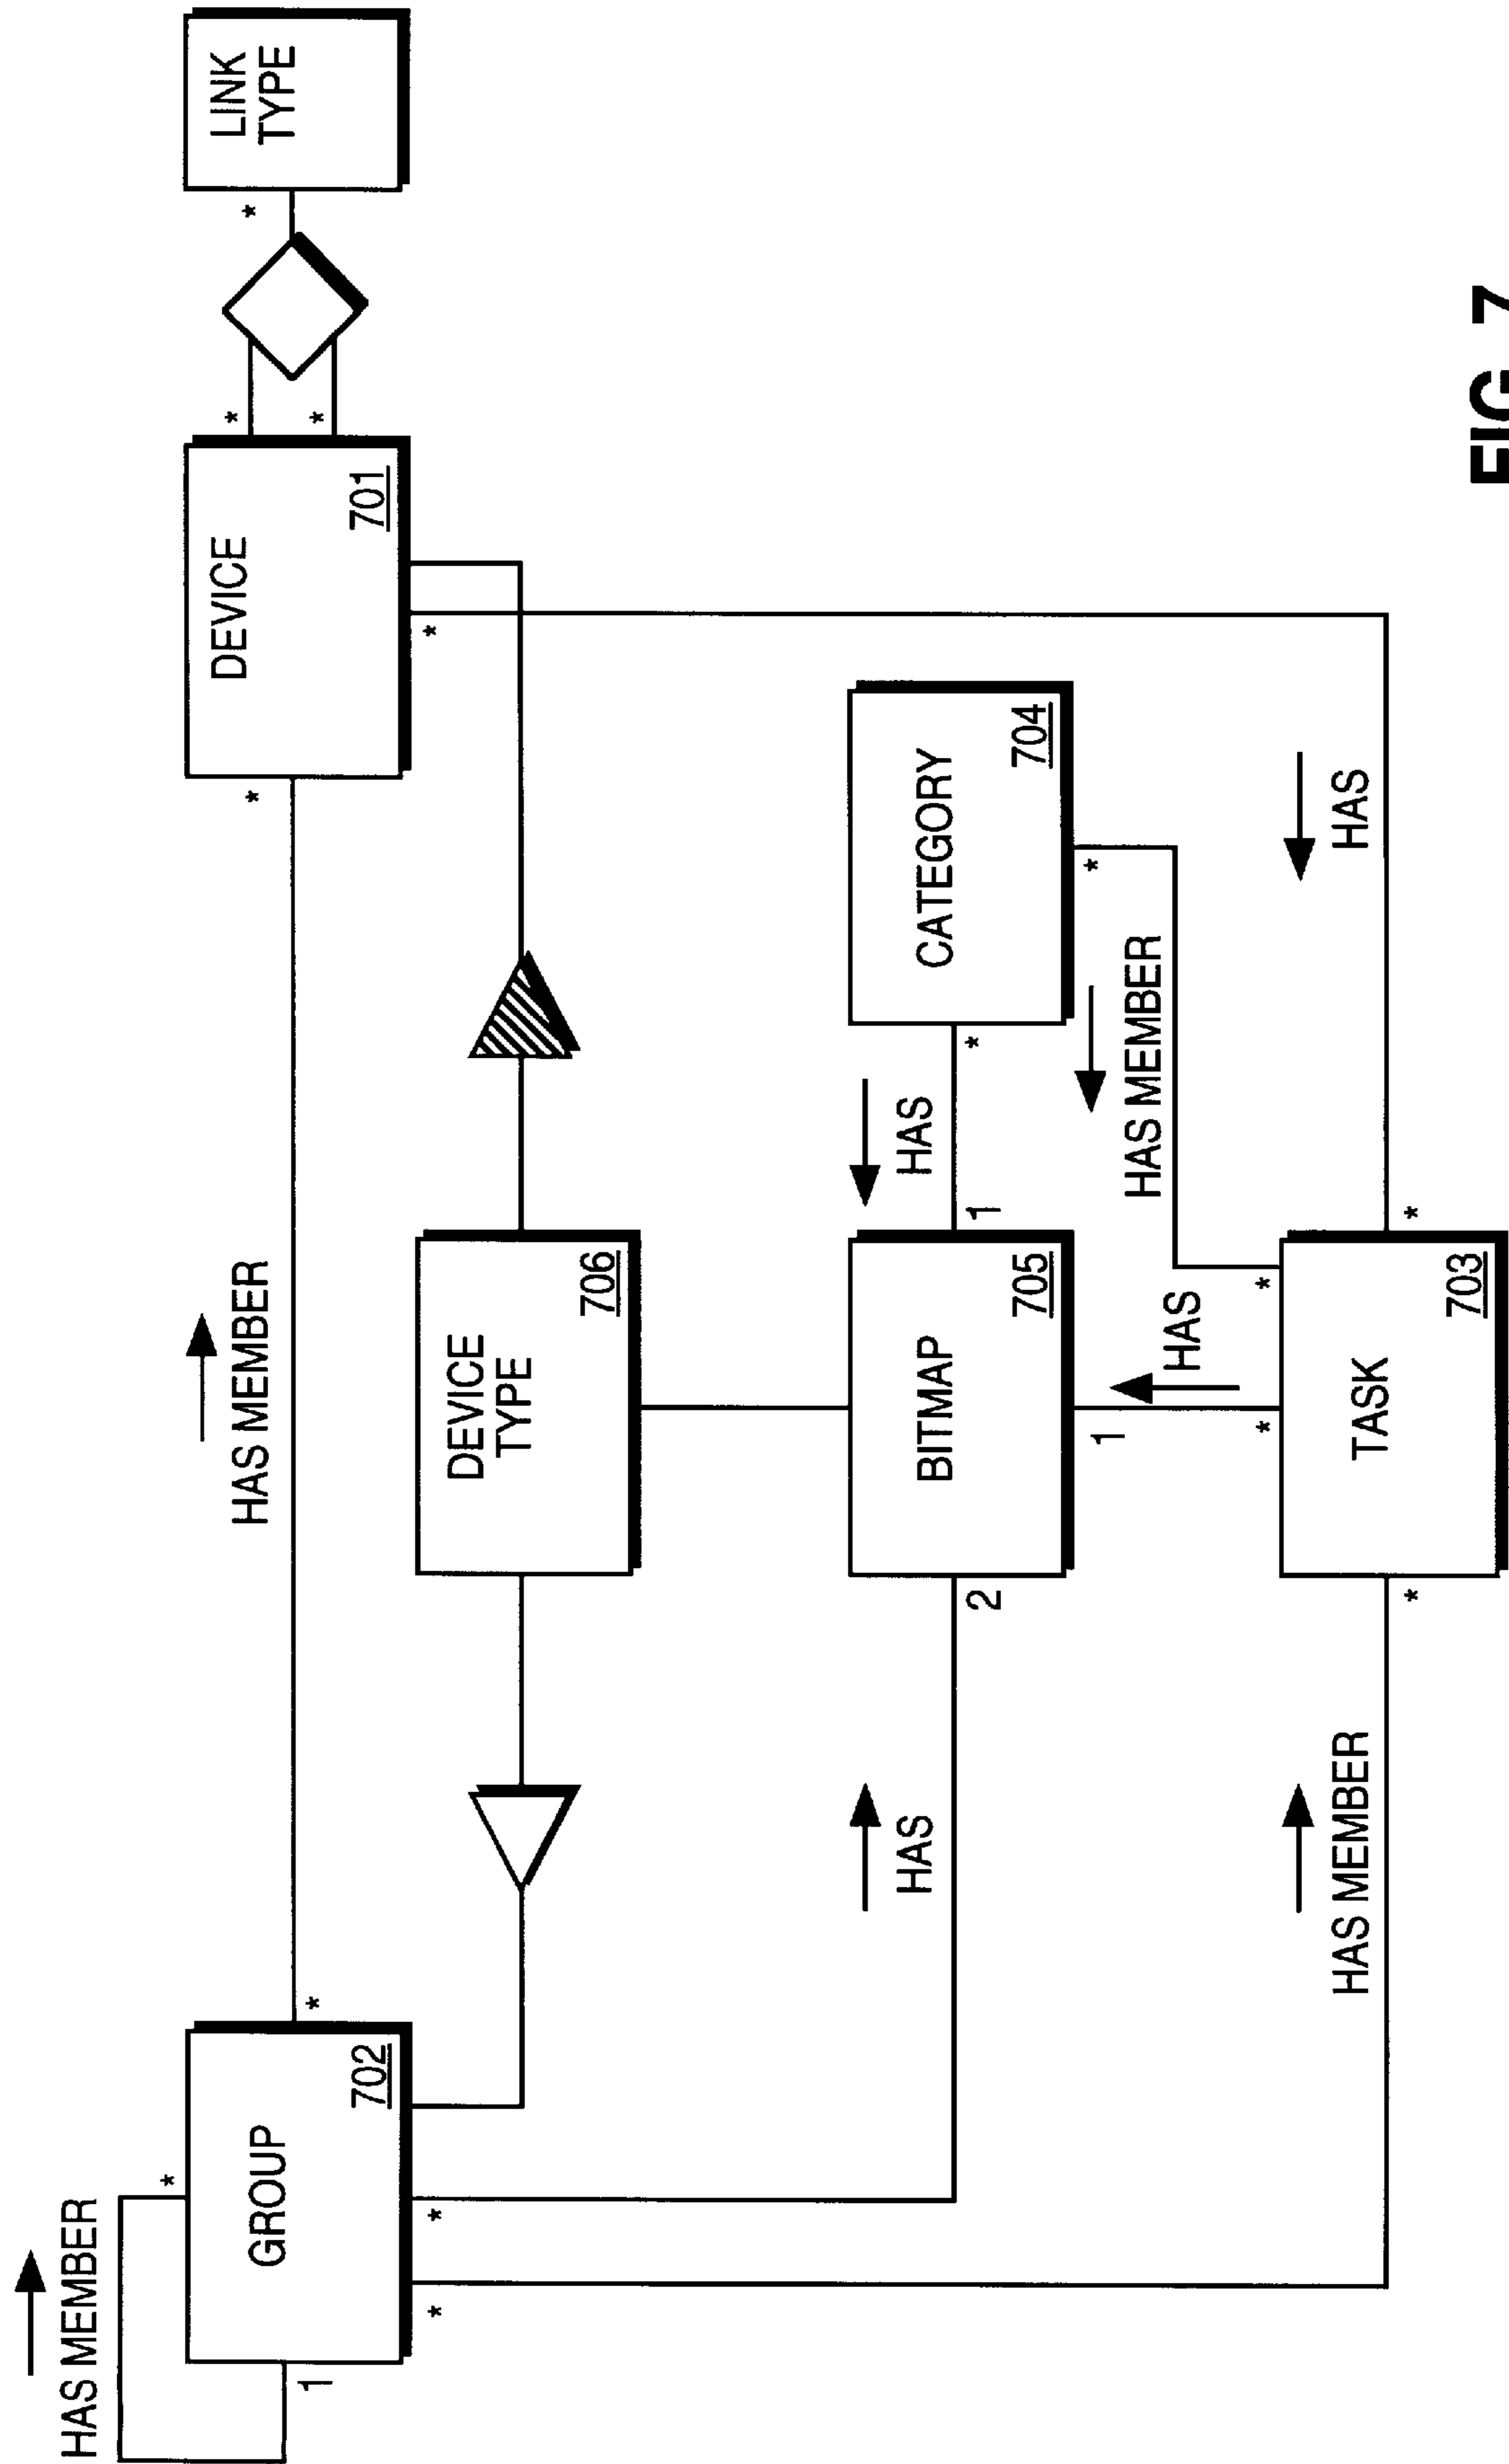 HAS MEMBER
*
1
GROUP
702
*
HAS MEMBER
*
DEVICE
701
*
*
*
LINK
TYPE
*
*
*
DEVICE
TYPE
706
HAS
2
BITMAP
705
HAS
1
*
CATEGORY
704
*
1
HAS
*
HAS MEMBER
*
HAS MEMBER
*
TASK
703
*
HAS
FIG. 7